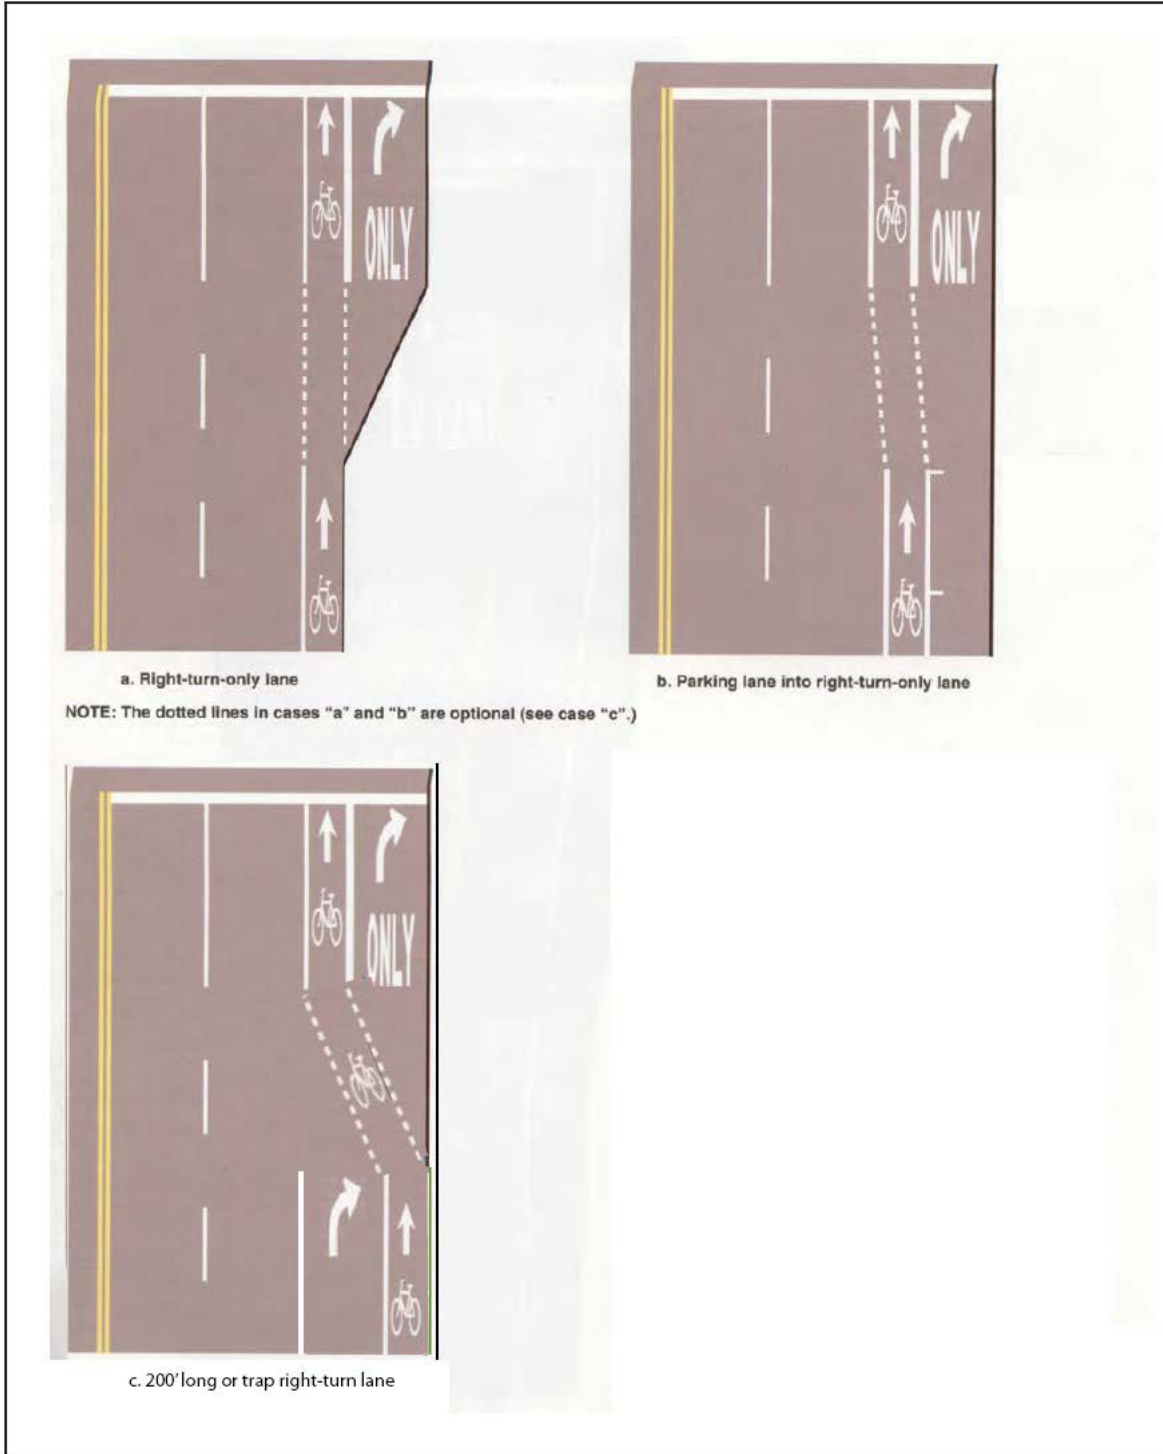 ONLY
ONLY
a. Right-turn-only lane
b. Parking lane into right-turn-only lane
NOTE: The dotted lines in cases "a" and "b" are optional (see case "c".)
ONLY
c. 200' long or trap right-turn lane